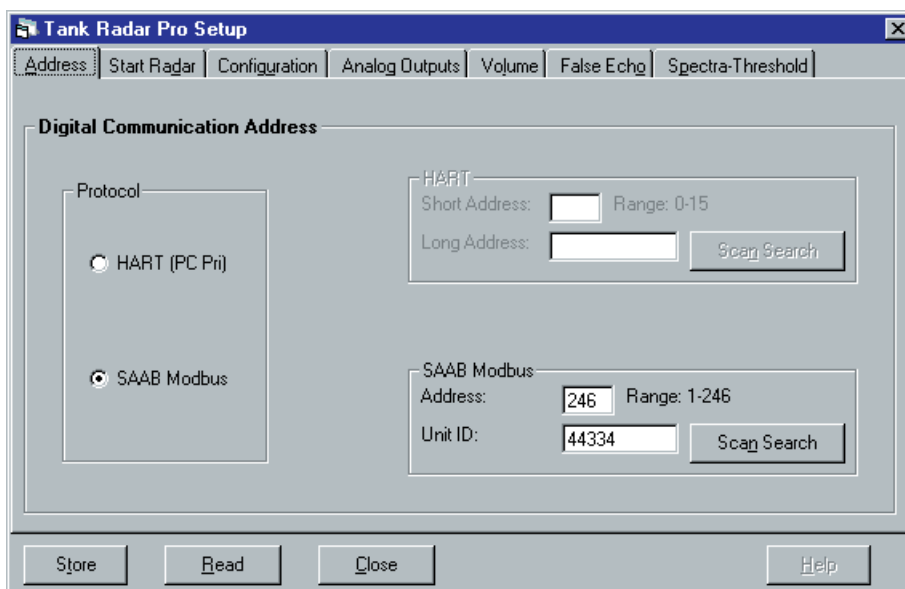 Tank Radar Pro Setup
Address Start Radar Configuration Analog Outputs Volume False Echo Spectra-Threshold
Digital Communication Address
Protocol
HART (PC Pri)
SAAB Modbus
HART
Short Address: Range: 0-15
Long Address: Scan Search
SAAB Modbus
Address: 246 Range: 1-246
Unit ID: 44334 Scan Search
Store Read Close Help